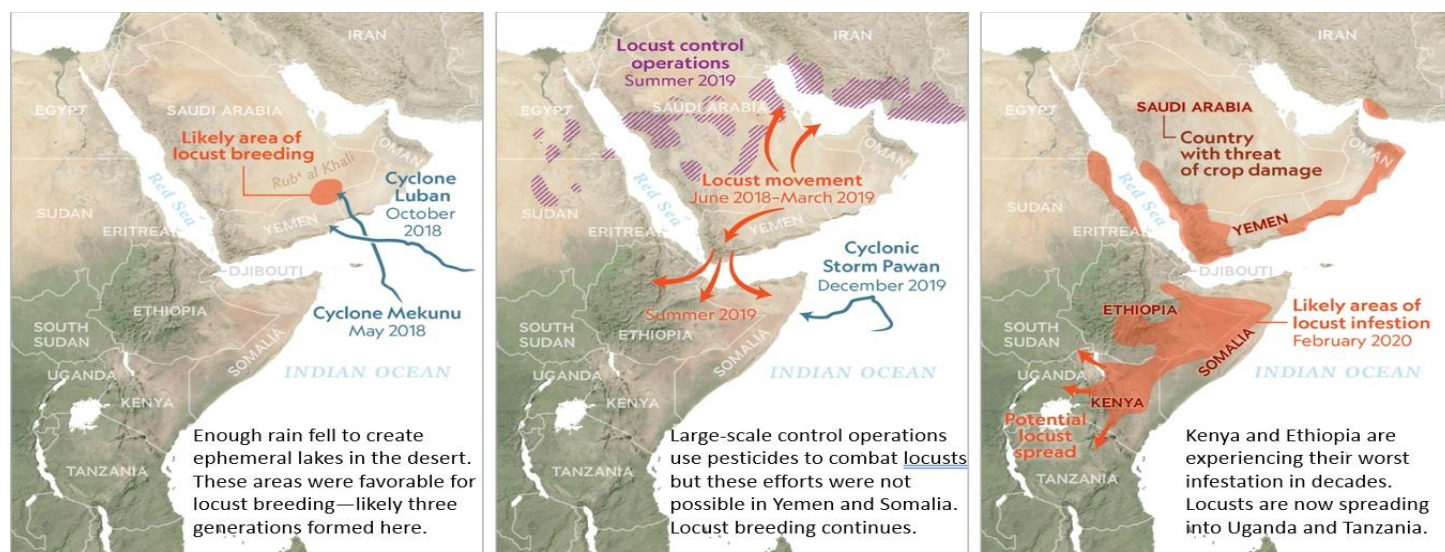 IRAN
EGYPT
SAUDI ARABIA
Likely area of
locust breeding
Rub' al Khali
OMAN
Red Sea
Cyclone
Luban
October
2018
SUDAN
YEMEN
ERITREA
DJIBOUTI
Cyclone Mekunu
May 2018
ETHIOPIA
SOUTH
SUDAN
SOMALIA
UGANDA
INDIAN OCEAN
KENYA
TANZANIA
Enough rain fell to create
ephemeral lakes in the desert.
These areas were favorable for
locust breeding—likely three
generations formed here.
Locust control
operations
Summer 2019
IRAN
EGYPT
SAUDI ARABIA
OMAN
Locust movement
June 2018–March 2019
Red Sea
SUDAN
YEMEN
ERITREA
Cyclonic
Storm Pawan
December 2019
DJIBOUTI
Summer 2019
ETHIOPIA
SOUTH
SUDAN
SOMALIA
UGANDA
INDIAN OCEAN
KENYA
TANZANIA
Large-scale control operations
use pesticides to combat locusts
but these efforts were not
possible in Yemen and Somalia.
Locust breeding continues.
IRAN
EGYPT
SAUDI ARABIA
Country
with threat
of crop damage
OMAN
Red Sea
SUDAN
YEMEN
ERITREA
DJIBOUTI
ETHIOPIA
Likely areas of
locust infestion
February 2020
SOUTH
SUDAN
SOMALIA
UGANDA
INDIAN OCEAN
KENYA
Potential
locust
spread
TANZANIA
Kenya and Ethiopia are
experiencing their worst
infestation in decades.
Locusts are now spreading
into Uganda and Tanzania.